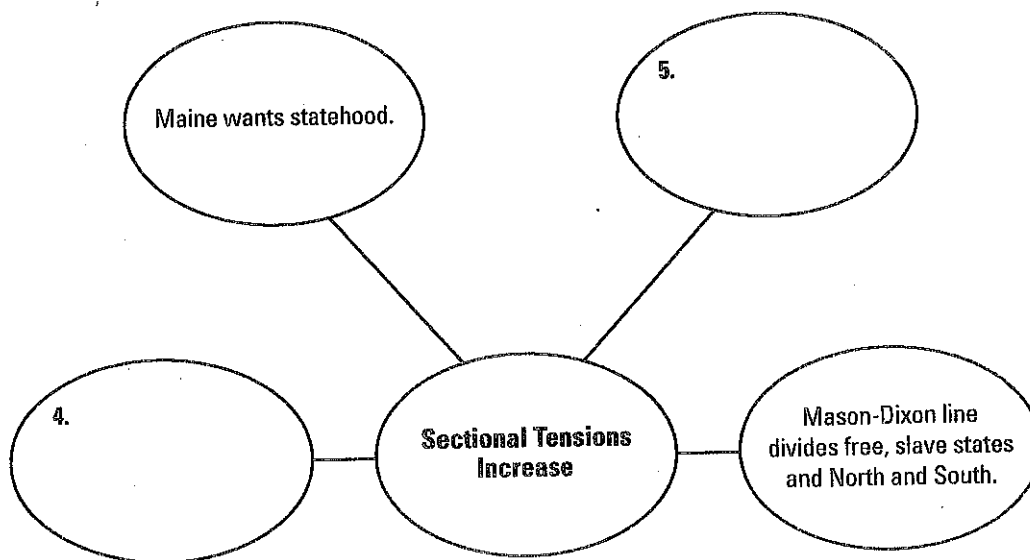 Maine wants statehood.
5.
4.
Sectional Tensions
Increase
Mason-Dixon line
divides free, slave states
and North and South.